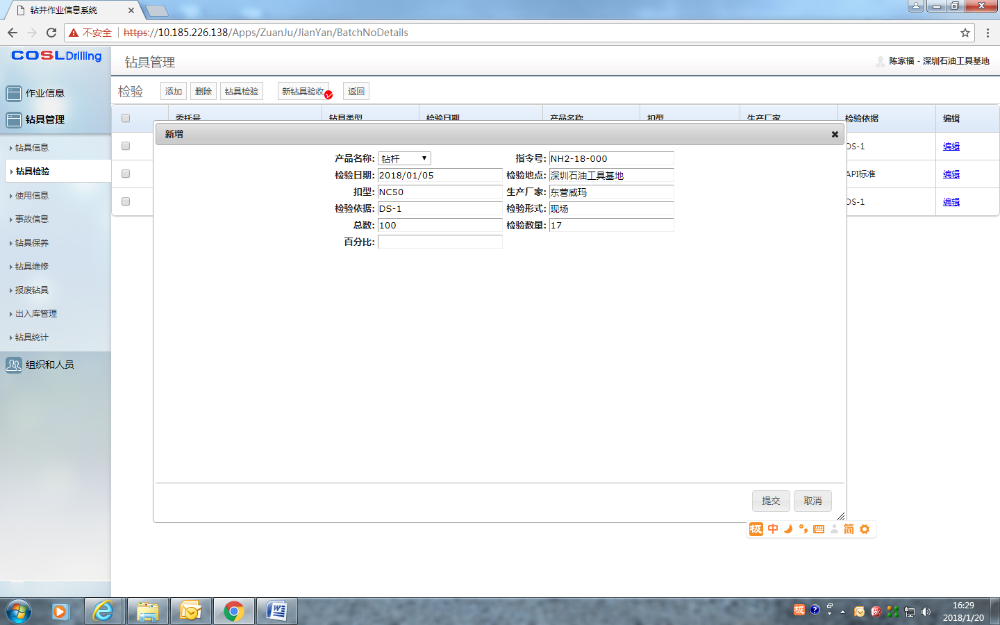 钻井作业信息系统
不安全 https://10.185.226.138/Apps/ZuanJu/JianYan/BatchNoDetails
COSL Drilling
钻具管理
陈家福 - 深圳石油工具基地
作业信息
钻具管理
钻具信息
钻具检验
使用信息
事故信息
钻具保养
钻具维修
报废钻具
出入库管理
钻具统计
组织和人员
检验 添加 删除 钻具检验 新钻具验收 返回
委托号 钻具类型 检验日期 产品名称 扣型 生产厂家 检验依据 编辑
DS-1 编辑
API标准 编辑
DS-1 编辑
新增
产品名称: 钻杆 指令号: NH2-18-000
检验日期: 2018/01/05 检验地点: 深圳石油工具基地
扣型: NC50 生产厂家: 东营威玛
检验依据: DS-1 检验形式: 现场
总数: 100 检验数量: 17
百分比:
提交 取消
极 中 简
极
16:29
2018/1/20